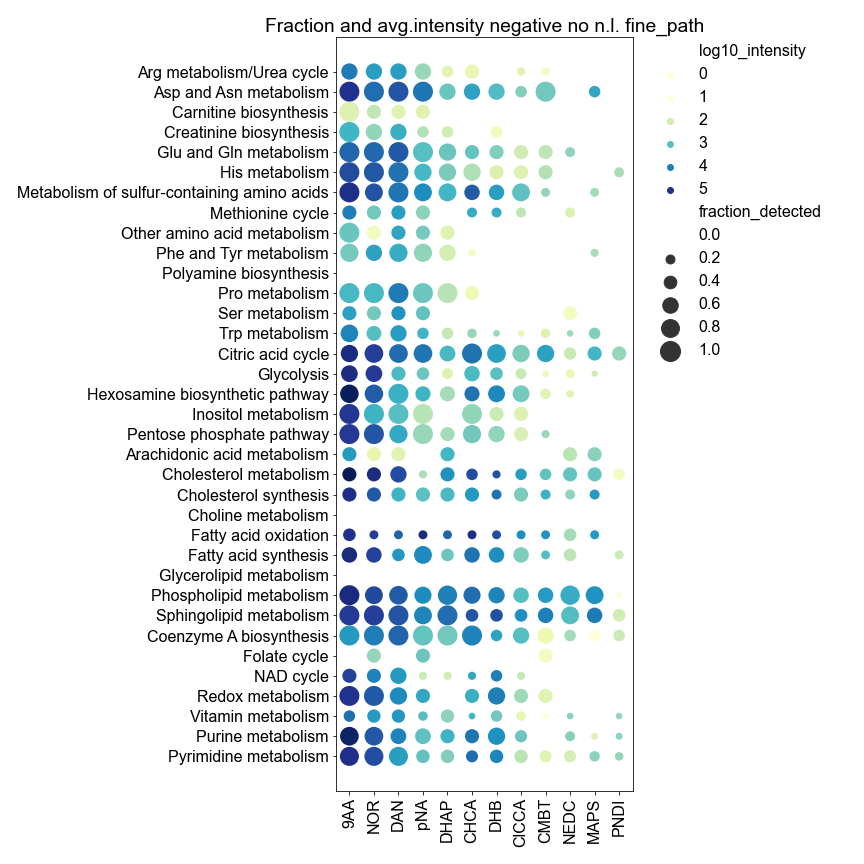 Fraction and avg.intensity negative no n.l. fine_path
Arg metabolism/Urea cycle
Asp and Asn metabolism
Carnitine biosynthesis
Creatinine biosynthesis
Glu and Gln metabolism
His metabolism
Metabolism of sulfur-containing amino acids
Methionine cycle
Other amino acid metabolism
Phe and Tyr metabolism
Polyamine biosynthesis
Pro metabolism
Ser metabolism
Trp metabolism
Citric acid cycle
Glycolysis
Hexosamine biosynthetic pathway
Inositol metabolism
Pentose phosphate pathway
Arachidonic acid metabolism
Cholesterol metabolism
Cholesterol synthesis
Choline metabolism
Fatty acid oxidation
Fatty acid synthesis
Glycerolipid metabolism
Phospholipid metabolism
Sphingolipid metabolism
Coenzyme A biosynthesis
Folate cycle
NAD cycle
Redox metabolism
Vitamin metabolism
Purine metabolism
Pyrimidine metabolism
9AA
NOR
DAN
pNA
DHAP
CHCA
DHB
ClCCA
CMBT
NEDC
MAPS
PNDI
log10_intensity
0
1
2
3
4
5
fraction_detected
0.0
0.2
0.4
0.6
0.8
1.0